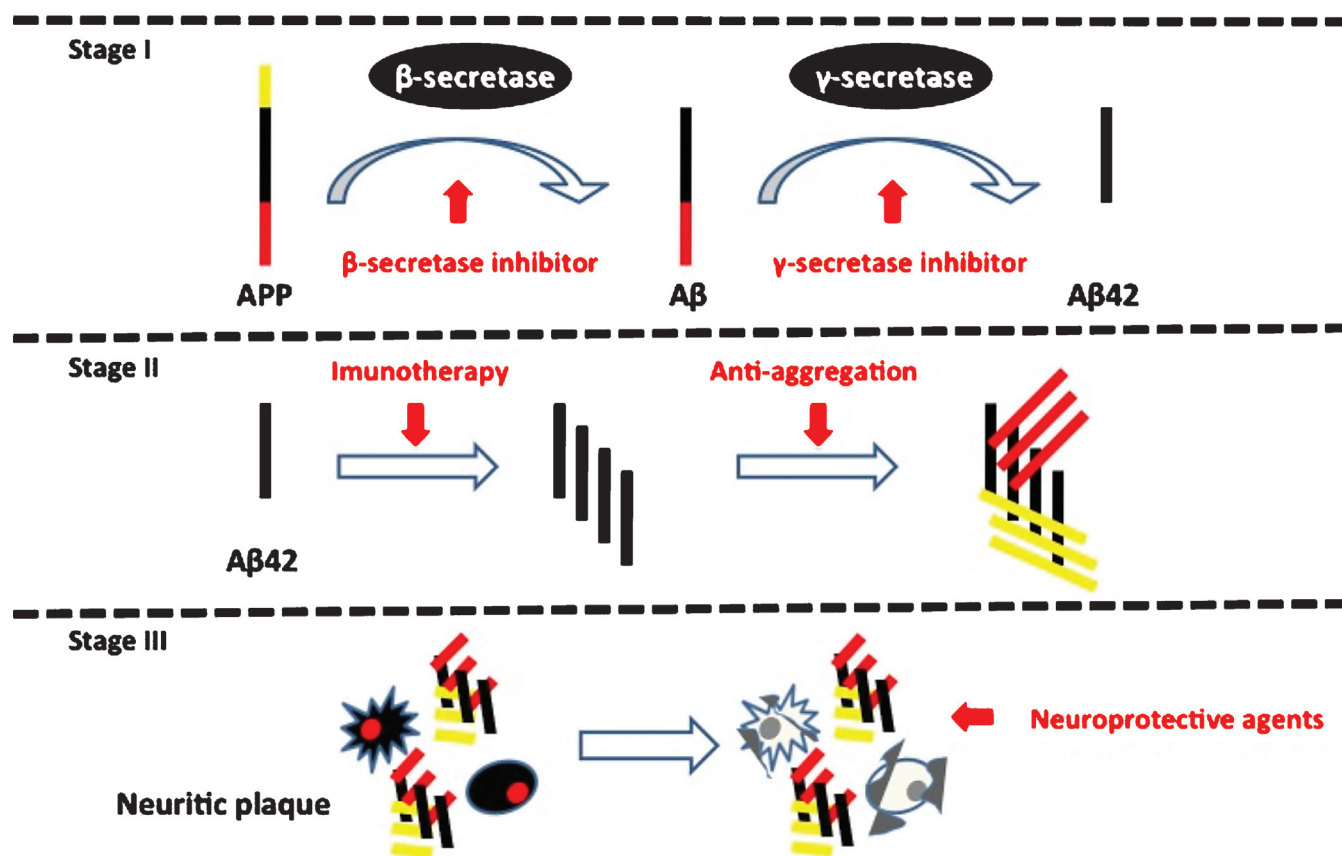 Stage I
β-secretase
γ-secretase
β-secretase inhibitor
γ-secretase inhibitor
APP
Aβ
Aβ42
Stage II
Imunotherapy
Anti-aggregation
Aβ42
Stage III
Neuroprotective agents
Neuritic plaque